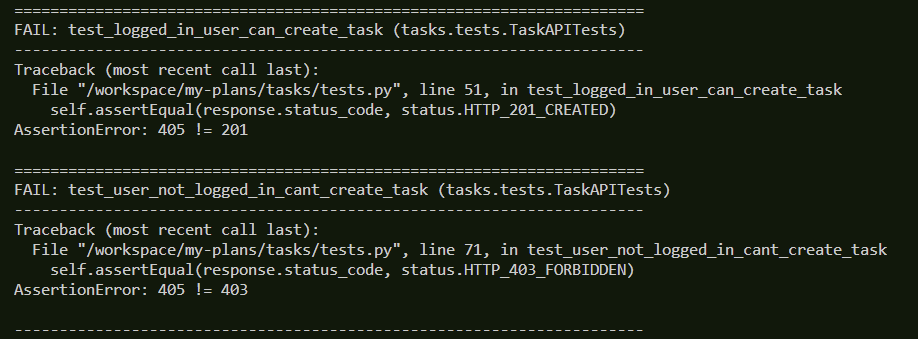 ======================================================================
FAIL: test_logged_in_user_can_create_task (tasks.tests.TaskAPITests)
----------------------------------------------------------------------
Traceback (most recent call last):
  File "/workspace/my-plans/tasks/tests.py", line 51, in test_logged_in_user_can_create_task
    self.assertEqual(response.status_code, status.HTTP_201_CREATED)
AssertionError: 405 != 201

======================================================================
FAIL: test_user_not_logged_in_cant_create_task (tasks.tests.TaskAPITests)
----------------------------------------------------------------------
Traceback (most recent call last):
  File "/workspace/my-plans/tasks/tests.py", line 71, in test_user_not_logged_in_cant_create_task
    self.assertEqual(response.status_code, status.HTTP_403_FORBIDDEN)
AssertionError: 405 != 403

----------------------------------------------------------------------